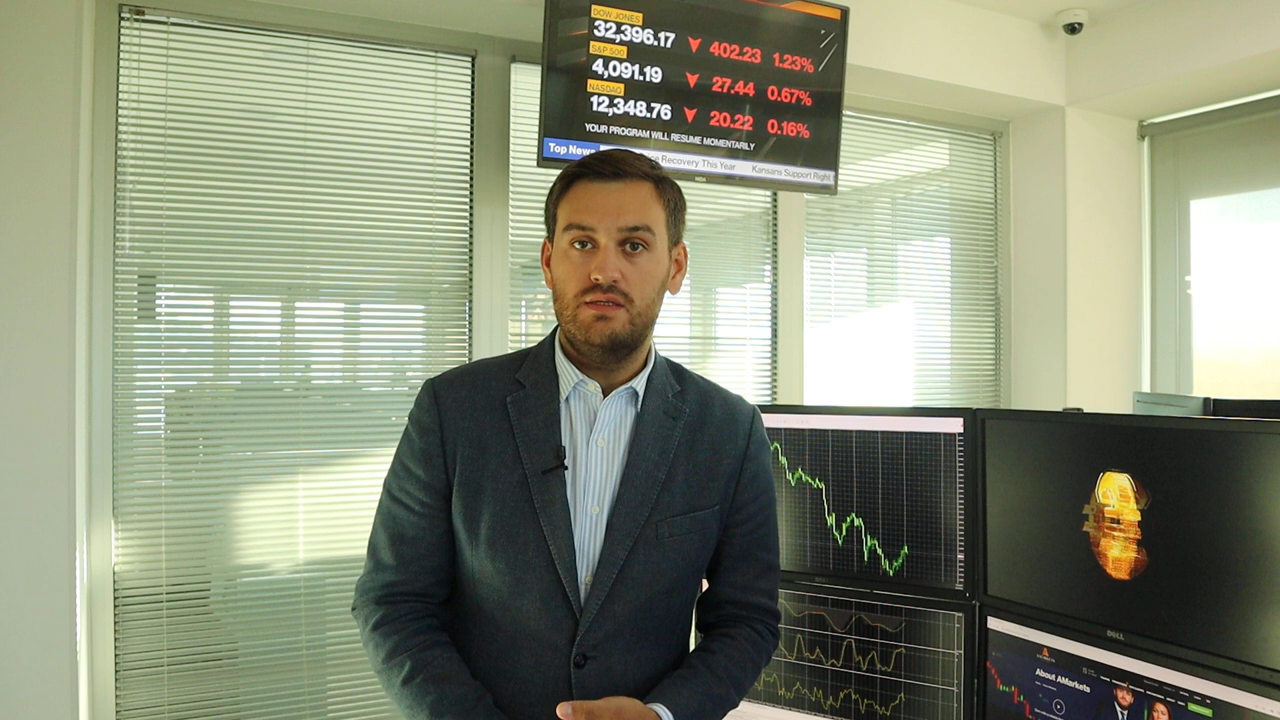 DOW JONES
32,396.17 402.23 1.23%
S&P 500
4,091.19 27.44 0.67%
NASDAQ
12,348.76 20.22 0.16%
YOUR PROGRAM WILL RESUME MOMENTARILY
Top News Recovery This Year Kansans Support Right
DELL
About AMarkets